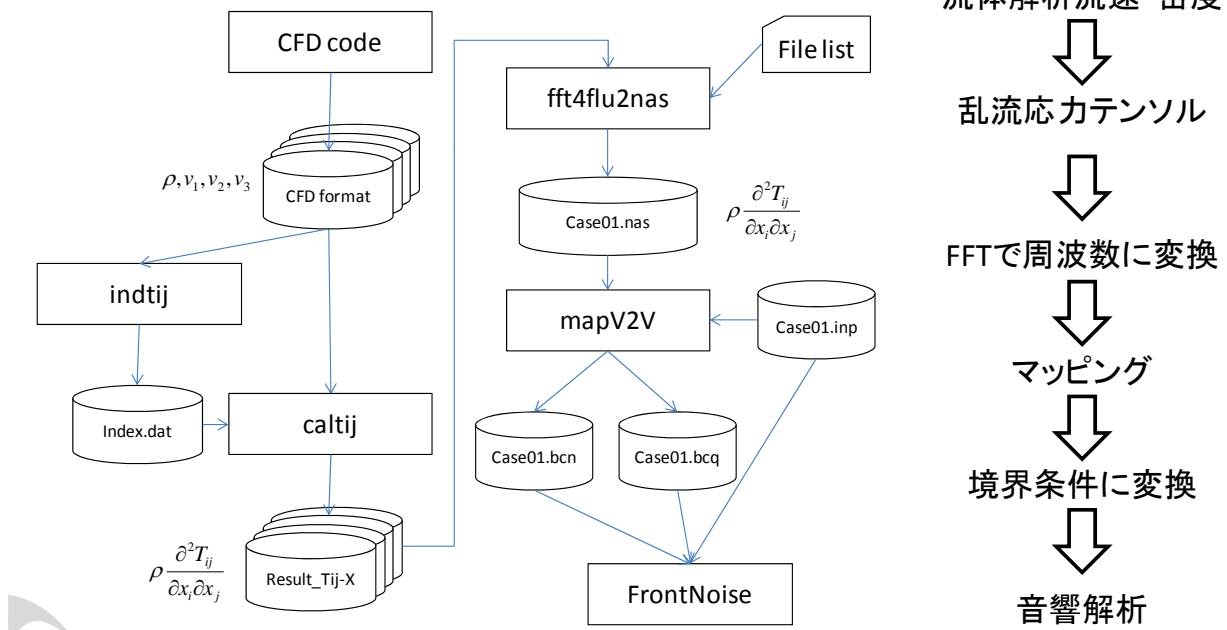 CFD code
ρ, v₁, v₂, v₃
CFD format
indtij
Index.dat
caltij
ρ ∂²Tᵢⱼ/∂xᵢ∂xⱼ
Result_Tij-X
File list
fft4flu2nas
Case01.nas
ρ ∂²Tᵢⱼ/∂xᵢ∂xⱼ
mapV2V
Case01.inp
Case01.bcn
Case01.bcq
FrontNoise
流体解析流速 密度
乱流応力テンソル
FFTで周波数に変換
マッピング
境界条件に変換
音響解析